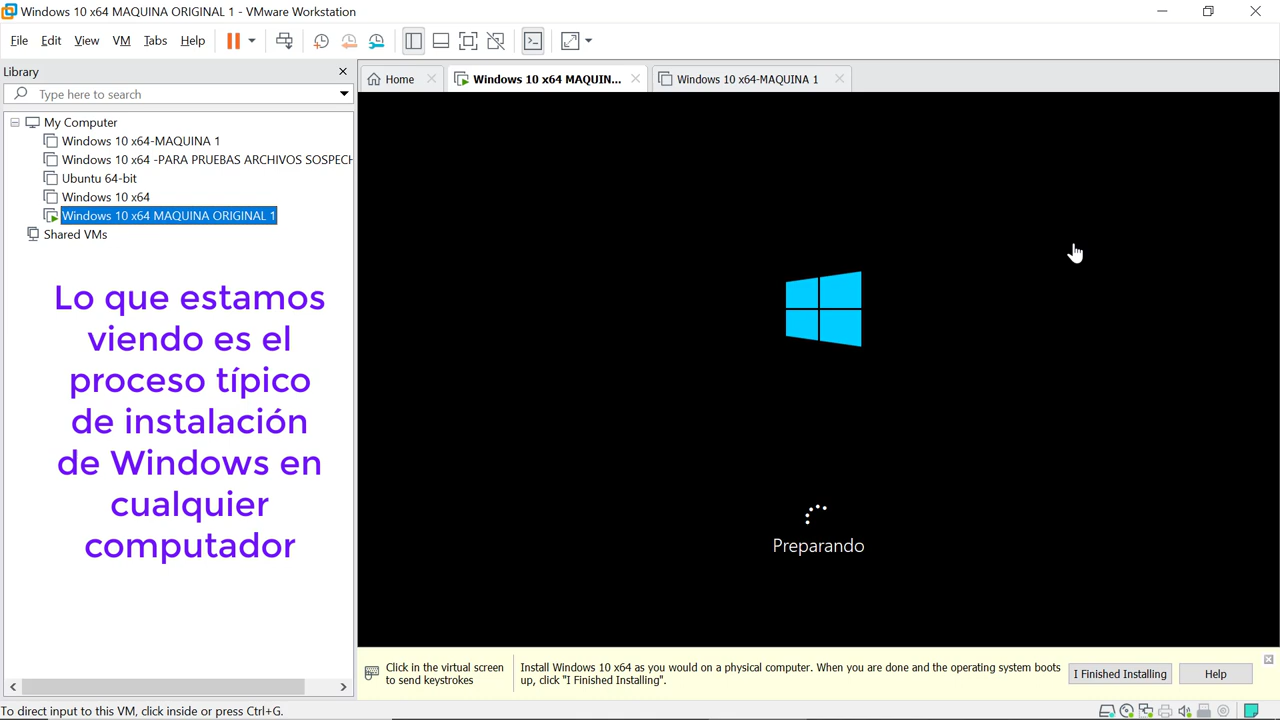 Windows 10 x64 MAQUINA ORIGINAL 1 - VMware Workstation
File Edit View VM Tabs Help
Library
Type here to search
My Computer
Windows 10 x64-MAQUINA 1
Windows 10 x64 -PARA PRUEBAS ARCHIVOS SOSPECH
Ubuntu 64-bit
Windows 10 x64
Windows 10 x64 MAQUINA ORIGINAL 1
Shared VMs
Lo que estamos
viendo es el
proceso típico
de instalación
de Windows en
cualquier
computador
Home
Windows 10 x64 MAQUIN...
Windows 10 x64-MAQUINA 1
Preparando
Click in the virtual screen
to send keystrokes
Install Windows 10 x64 as you would on a physical computer. When you are done and the operating system boots
up, click "I Finished Installing".
I Finished Installing
Help
To direct input to this VM, click inside or press Ctrl+G.